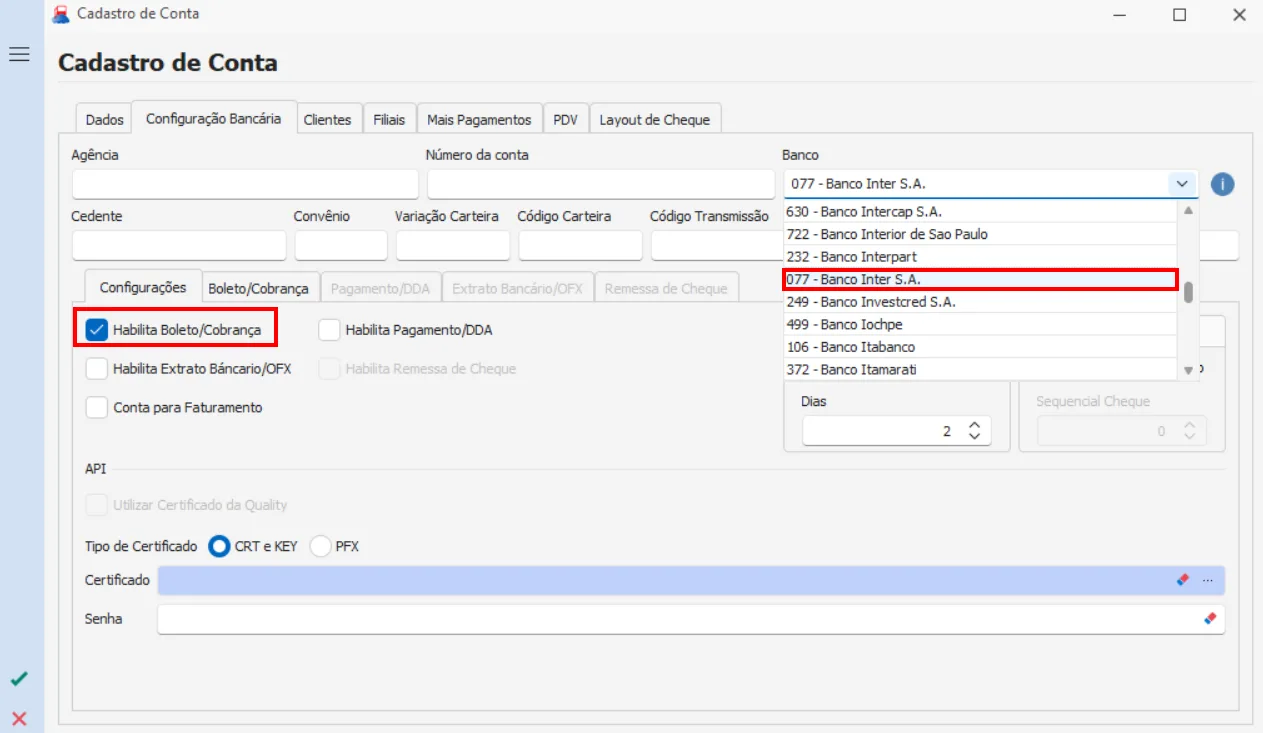 Cadastro de Conta
Cadastro de Conta
Dados Configuração Bancária Clientes Filiais Mais Pagamentos PDV Layout de Cheque
Agência Número da conta Banco
077 - Banco Inter S.A.
Cedente Convênio Variação Carteira Código Carteira Código Transmissão
630 - Banco Intercap S.A.
722 - Banco Interior de Sao Paulo
232 - Banco Interpart
077 - Banco Inter S.A.
249 - Banco Investcred S.A.
499 - Banco Iochpe
106 - Banco Itabanco
372 - Banco Itamarati
Configurações Boleto/Cobrança Pagamento/DDA Extrato Bancário/OFX Remessa de Cheque
Habilita Boleto/Cobrança Habilita Pagamento/DDA
Habilita Extrato Báncario/OFX Habilita Remessa de Cheque
Conta para Faturamento
Dias Sequencial Cheque
2 0
API
Utilizar Certificado da Quality
Tipo de Certificado CRT e KEY PFX
Certificado ...
Senha